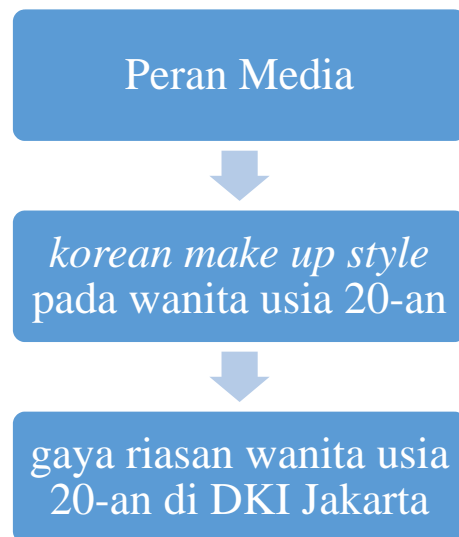 Peran Media
korean make up style
pada wanita usia 20-an
gaya riasan wanita usia
20-an di DKI Jakarta